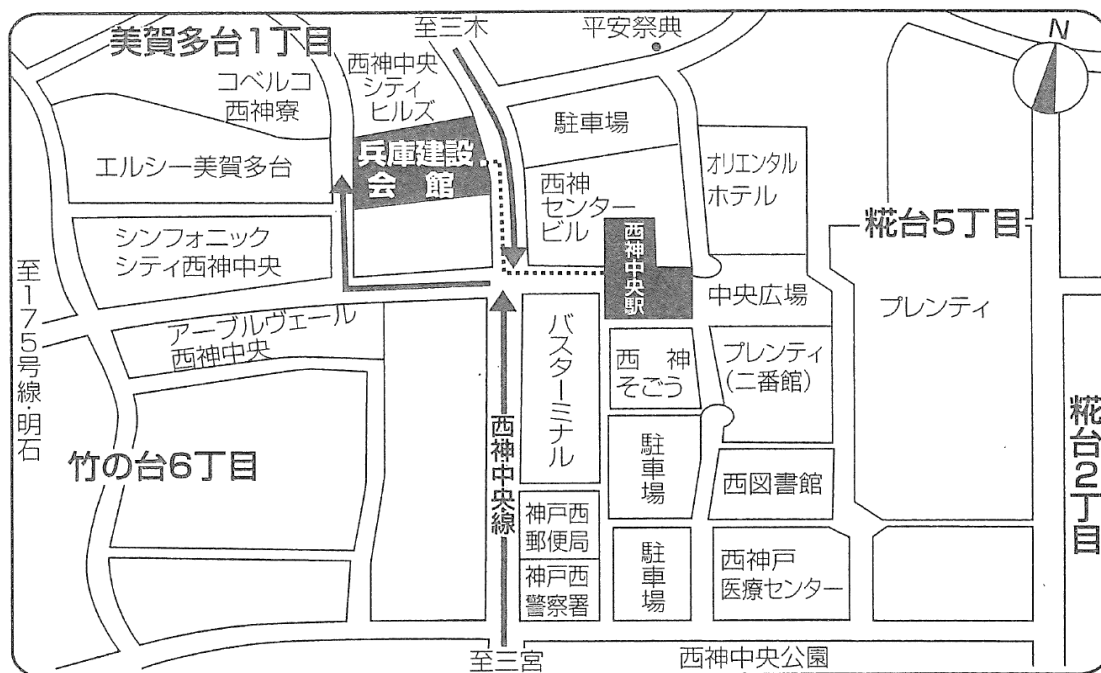 至三木
平安祭典
N
美賀多台1丁目
コベルコ
西神寮
西神中央
シティ
ヒルズ
駐車場
エルシー美賀多台
兵庫建設
会館
西神
センター
ビル
オリエンタル
ホテル
糀台5丁目
シンフォニック
シティ西神中央
西神中央駅
中央広場
プレンティ
至175号線・明石
アーブルヴェール
西神中央
バスターミナル
西神
そごう
プレンティ
(二番館)
糀台2丁目
竹の台6丁目
西神中央線
駐車場
西図書館
神戸西
郵便局
神戸西
警察署
駐車場
西神戸
医療センター
至三宮
西神中央公園